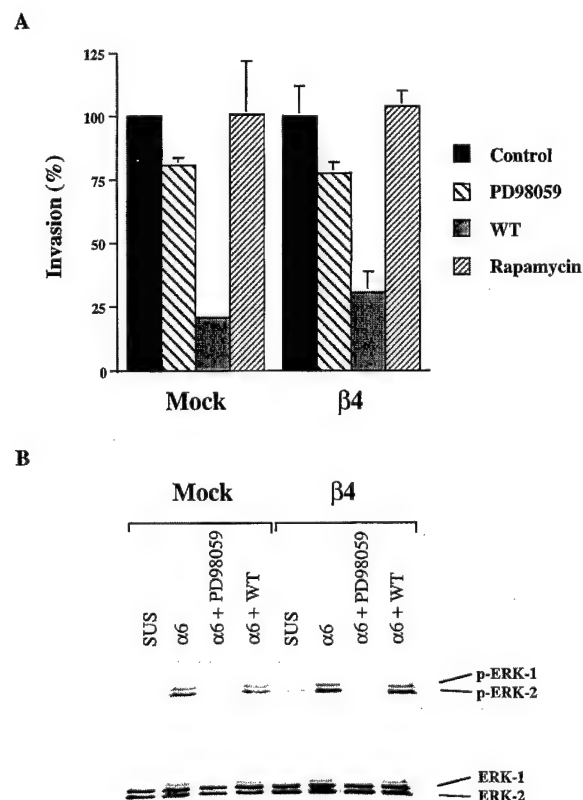 A
125
100
75
50
25
0
Invasion (%)
Control
PD98059
WT
Rapamycin
Mock β4
B
Mock β4
SUS
α6
α6 + PD98059
α6 + WT
SUS
α6
α6 + PD98059
α6 + WT
p-ERK-1
p-ERK-2
ERK-1
ERK-2